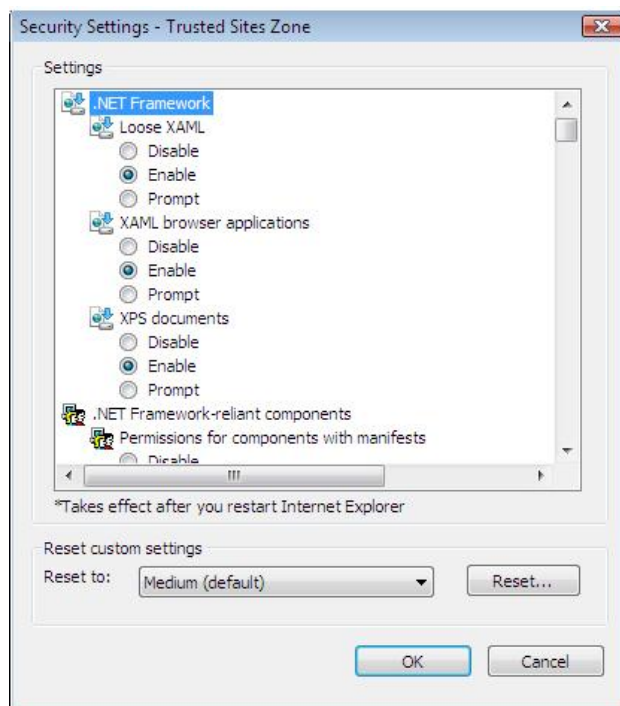 Security Settings - Trusted Sites Zone
Settings
.NET Framework
Loose XAML
Disable
Enable
Prompt
XAML browser applications
Disable
Enable
Prompt
XPS documents
Disable
Enable
Prompt
.NET Framework-reliant components
Permissions for components with manifests
Disable
*Takes effect after you restart Internet Explorer
Reset custom settings
Reset to: Medium (default) Reset...
OK Cancel